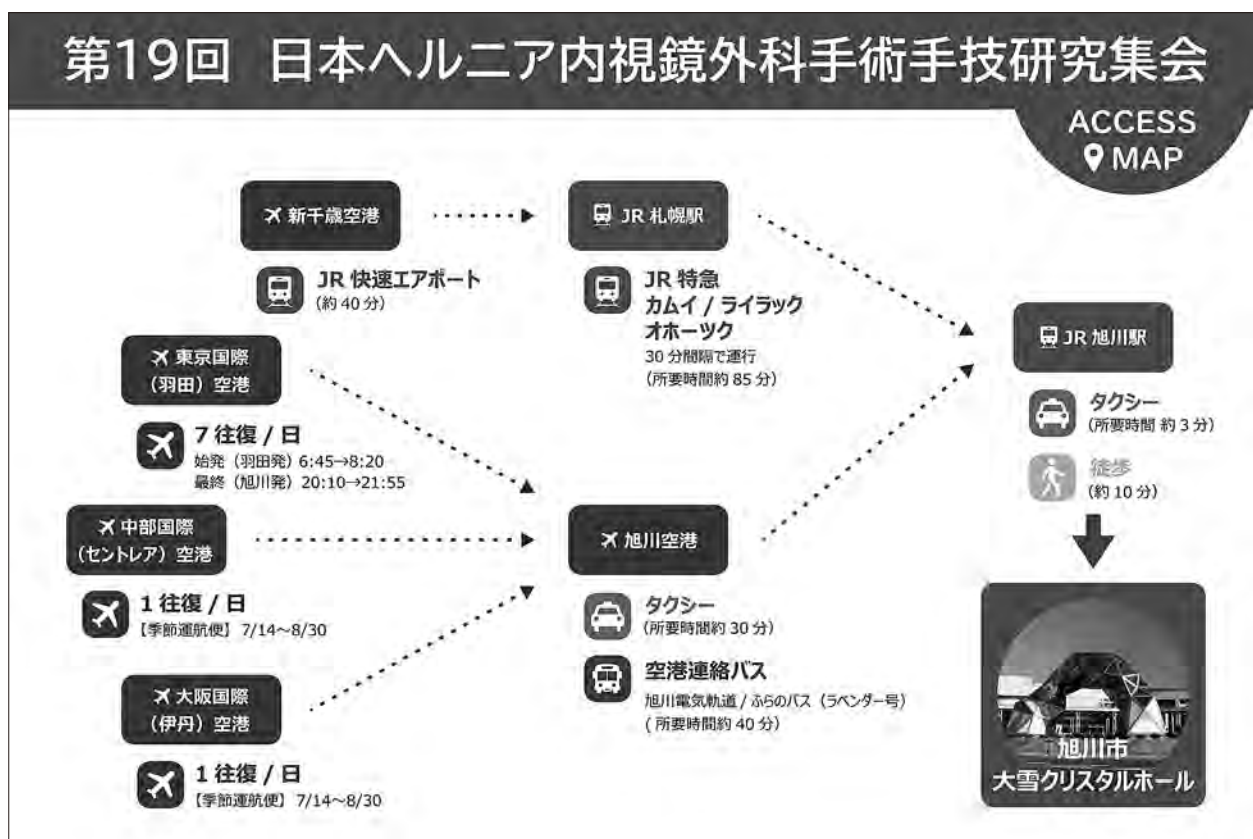 第19回 日本ヘルニア内視鏡外科手術手技研究集会
ACCESS
MAP
新千歳空港
JR 快速エアポート
（約 40 分）
JR 札幌駅
JR 特急
カムイ / ライラック
オホーツク
30 分間隔で運行
（所要時間約 85 分）
東京国際
（羽田）空港
7 往復 / 日
始発（羽田発）6:45→8:20
最終（旭川発）20:10→21:55
中部国際
（セントレア）空港
1 往復 / 日
【季節運航便】7/14～8/30
大阪国際
（伊丹）空港
1 往復 / 日
【季節運航便】7/14～8/30
旭川空港
タクシー
（所要時間約 30 分）
空港連絡バス
旭川電気軌道 / ふらのバス（ラベンダー号）
( 所要時間約 40 分）
JR 旭川駅
タクシー
（所要時間 約 3 分）
徒歩
（約 10 分）
旭川市
大雪クリスタルホール